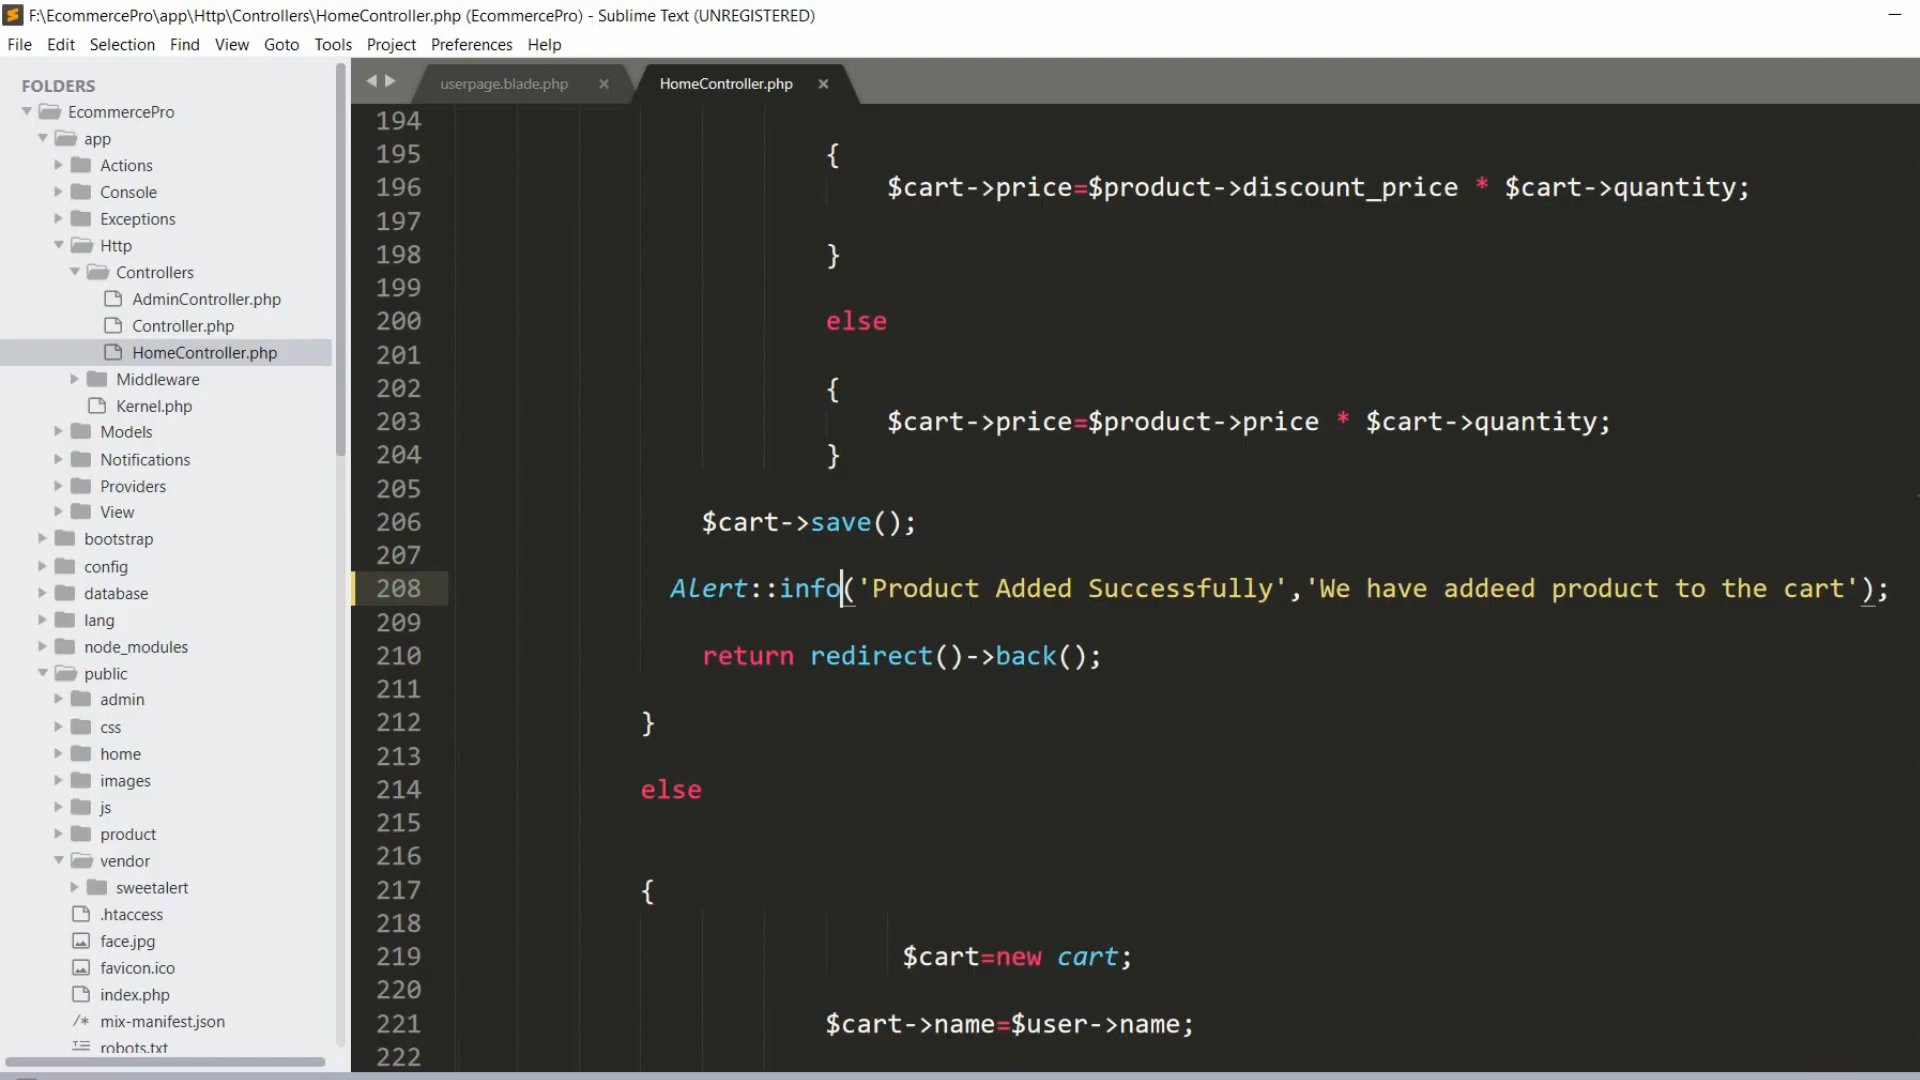 F:\EcommercePro\app\Http\Controllers\HomeController.php (EcommercePro) - Sublime Text (UNREGISTERED)
File Edit Selection Find View Goto Tools Project Preferences Help
FOLDERS
EcommercePro
app
Actions
Console
Exceptions
Http
Controllers
AdminController.php
Controller.php
HomeController.php
Middleware
Kernel.php
Models
Notifications
Providers
View
bootstrap
config
database
lang
node_modules
public
admin
css
home
images
js
product
vendor
sweetalert
.htaccess
face.jpg
favicon.ico
index.php
/* mix-manifest.json
robots.txt
userpage.blade.php × HomeController.php ×
194
195 {
196 $cart->price=$product->discount_price * $cart->quantity;
197
198 }
199
200 else
201
202 {
203 $cart->price=$product->price * $cart->quantity;
204 }
205
206 $cart->save();
207
208 Alert::info('Product Added Successfully','We have addeed product to the cart');
209
210 return redirect()->back();
211
212 }
213
214 else
215
216
217 {
218
219 $cart=new cart;
220
221 $cart->name=$user->name;
222